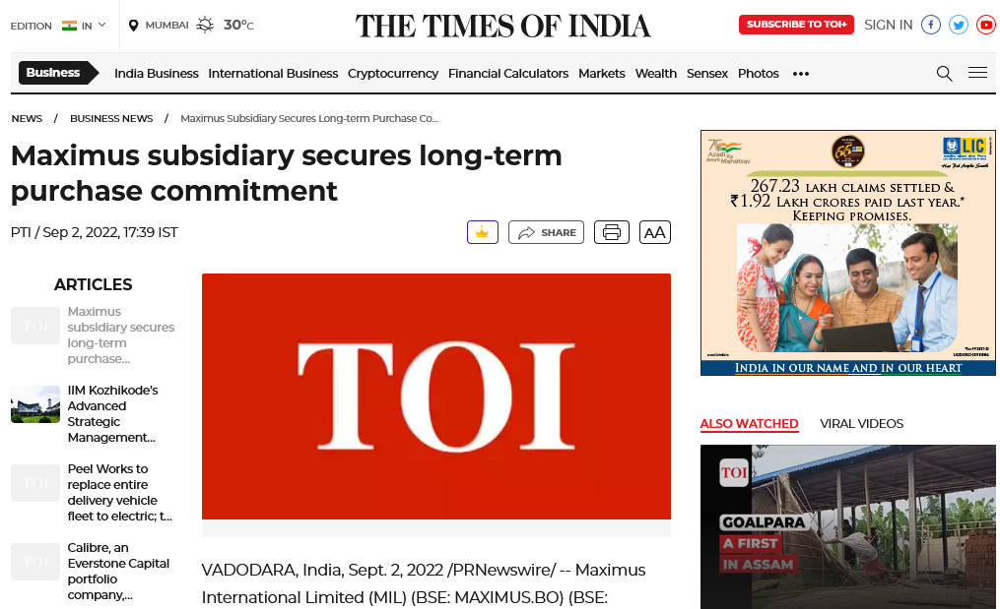 EDITION IN MUMBAI 30°C
THE TIMES OF INDIA
SUBSCRIBE TO TOI+ SIGN IN
Business India Business International Business Cryptocurrency Financial Calculators Markets Wealth Sensex Photos
NEWS / BUSINESS NEWS / Maximus Subsidiary Secures Long-term Purchase Co...
Maximus subsidiary secures long-term
purchase commitment
PTI / Sep 2, 2022, 17:39 IST
SHARE
AA
ARTICLES
TOI
Maximus
subsidiary secures
long-term
purchase...
IIM Kozhikode's
Advanced
Strategic
Management...
TOI
Peel Works to
replace entire
delivery vehicle
fleet to electric; t...
TOI
Calibre, an
Everstone Capital
portfolio
company,...
TOI
VADODARA, India, Sept. 2, 2022 /PRNewswire/ -- Maximus
International Limited (MIL) (BSE: MAXIMUS.BO) (BSE:
Azadi Ka
Amrit Mahotsav
LIC
267.23 LAKH CLAIMS SETTLED &
₹1.92 LAKH CRORES PAID LAST YEAR.*
KEEPING PROMISES.
INDIA IN OUR NAME AND IN OUR HEART
ALSO WATCHED VIRAL VIDEOS
TOI
GOALPARA
A FIRST
IN ASSAM